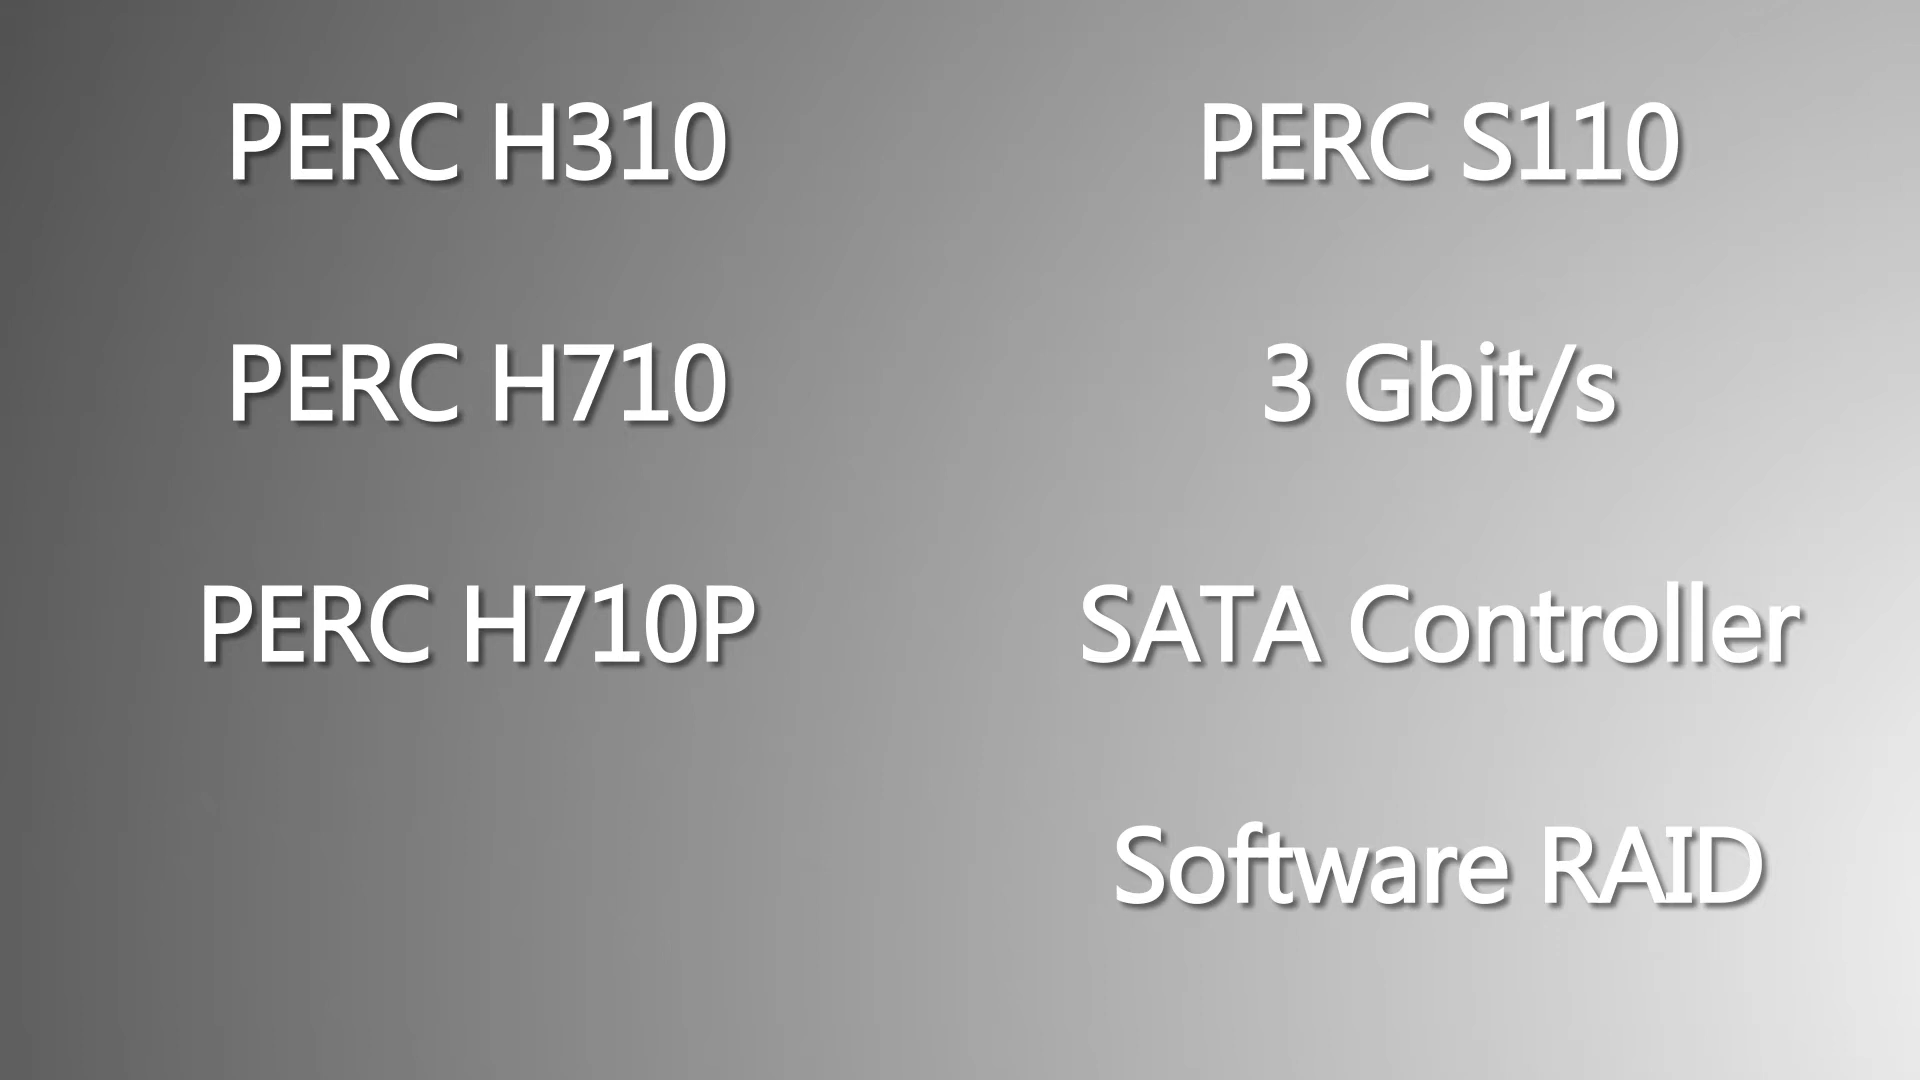 PERC H310
PERC H710
PERC H710P
PERC S110
3 Gbit/s
SATA Controller
Software RAID